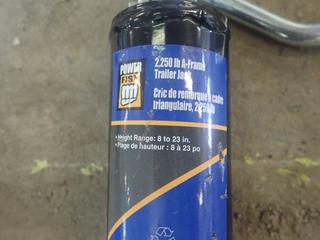 POWER
FIST
2,250 lb A-Frame
Trailer Jack
Cric de remorque à cadre
triangulaire, 2 250 lb
• Height Range: 8 to 23 in.
• Plage de hauteur : 8 à 23 po